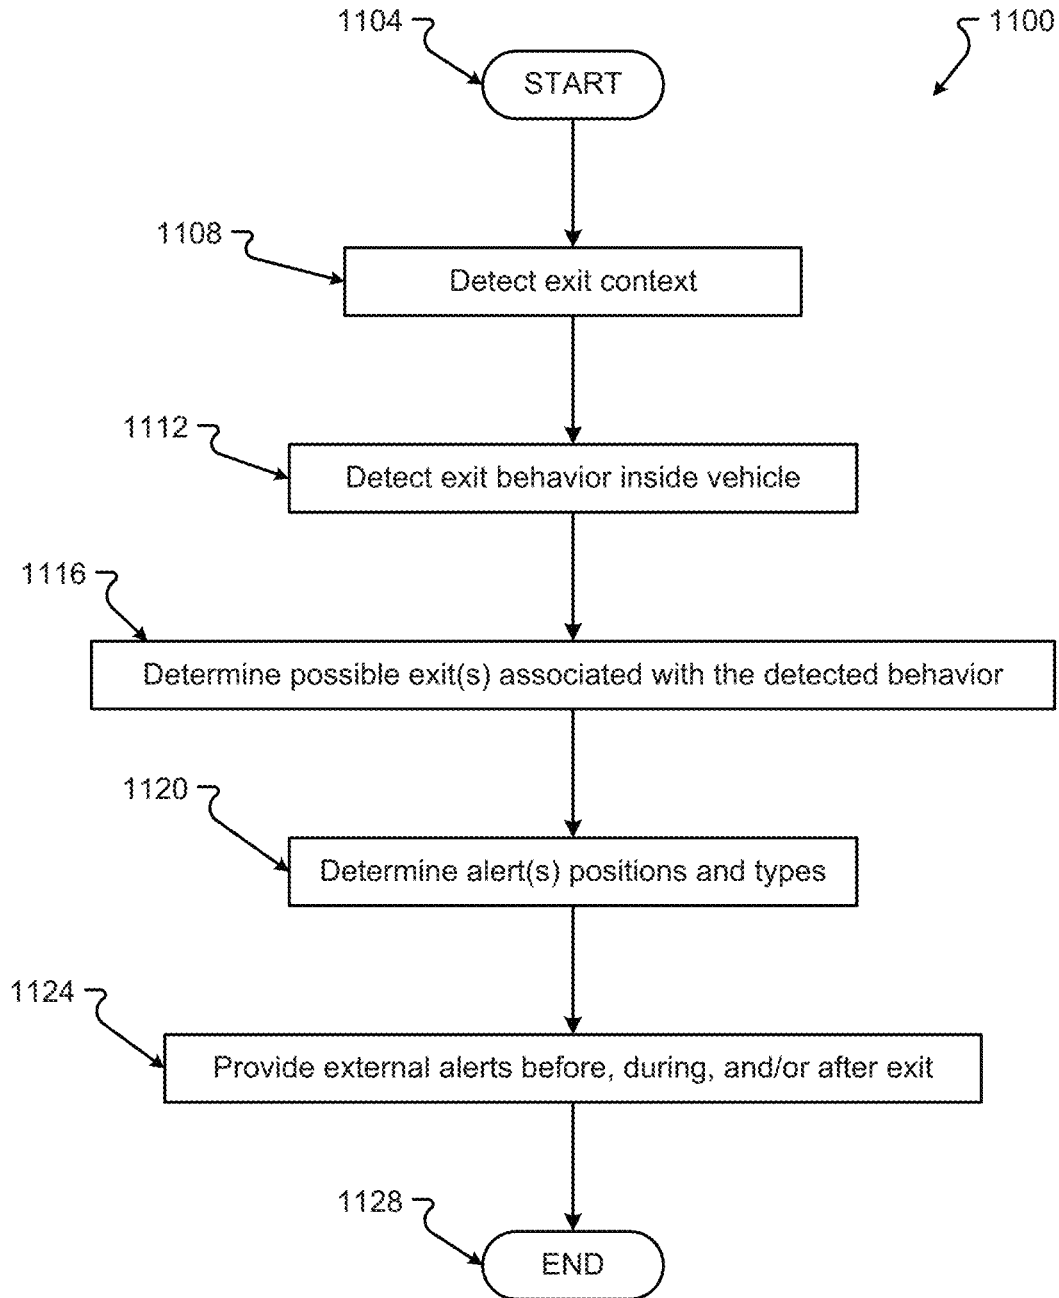 1104
1100
START
1108
Detect exit context
1112
Detect exit behavior inside vehicle
1116
Determine possible exit(s) associated with the detected behavior
1120
Determine alert(s) positions and types
1124
Provide external alerts before, during, and/or after exit
1128
END